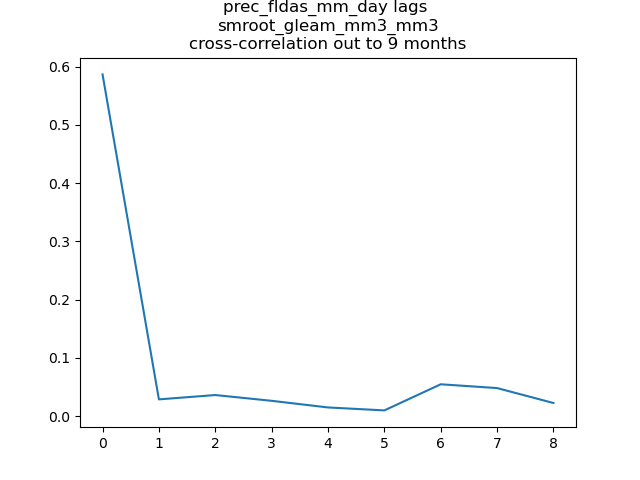 prec_fldas_mm_day lags
smroot_gleam_mm3_mm3
cross-correlation out to 9 months
0.6
0.5
0.4
0.3
0.2
0.1
0.0
0 1 2 3 4 5 6 7 8